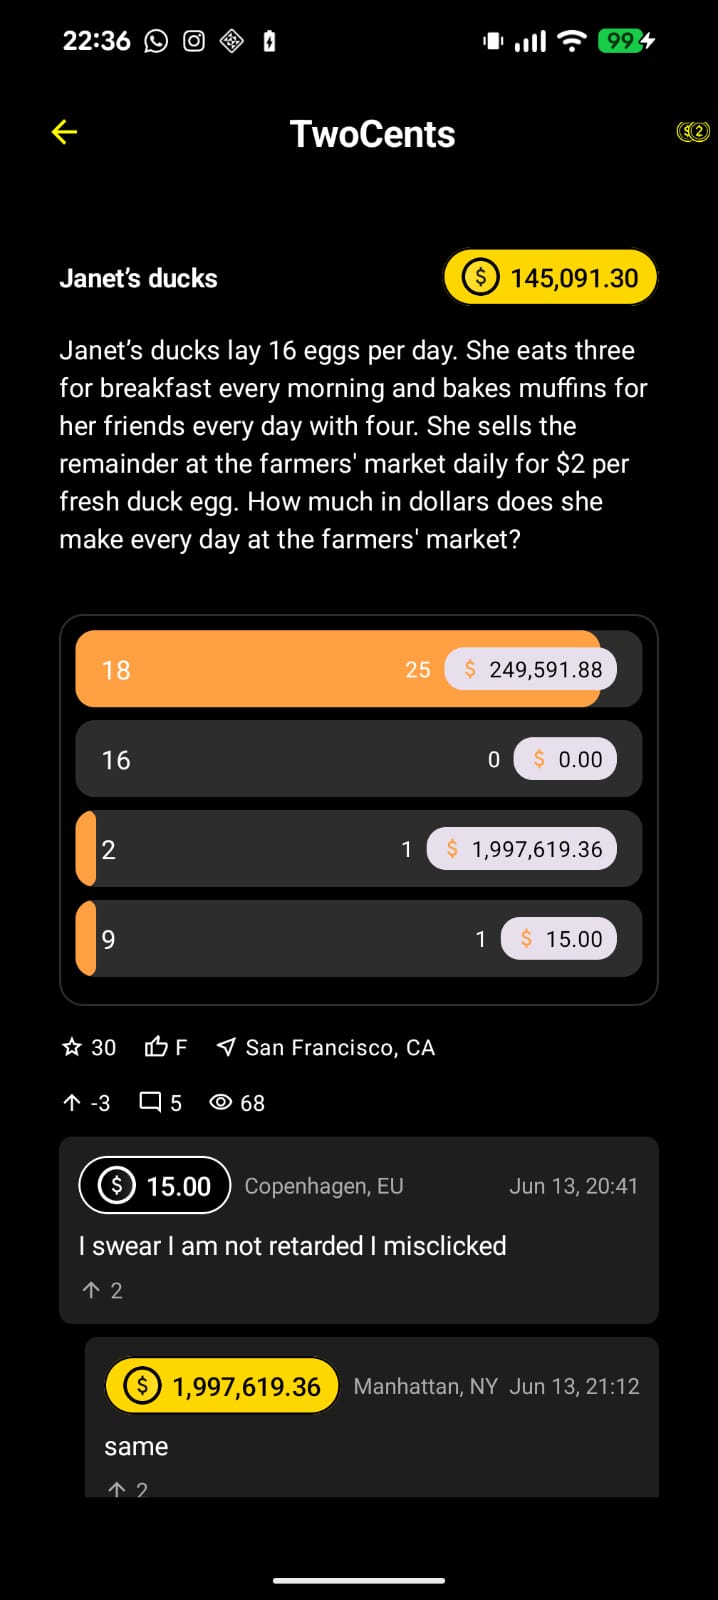 22:36
99
TwoCents
Janet’s ducks
$ 145,091.30
Janet’s ducks lay 16 eggs per day. She eats three
for breakfast every morning and bakes muffins for
her friends every day with four. She sells the
remainder at the farmers' market daily for $2 per
fresh duck egg. How much in dollars does she
make every day at the farmers' market?
18 25 $ 249,591.88
16 0 $ 0.00
2 1 $ 1,997,619.36
9 1 $ 15.00
30 F San Francisco, CA
-3 5 68
$ 15.00 Copenhagen, EU Jun 13, 20:41
I swear I am not retarded I misclicked
2
$ 1,997,619.36 Manhattan, NY Jun 13, 21:12
same
2